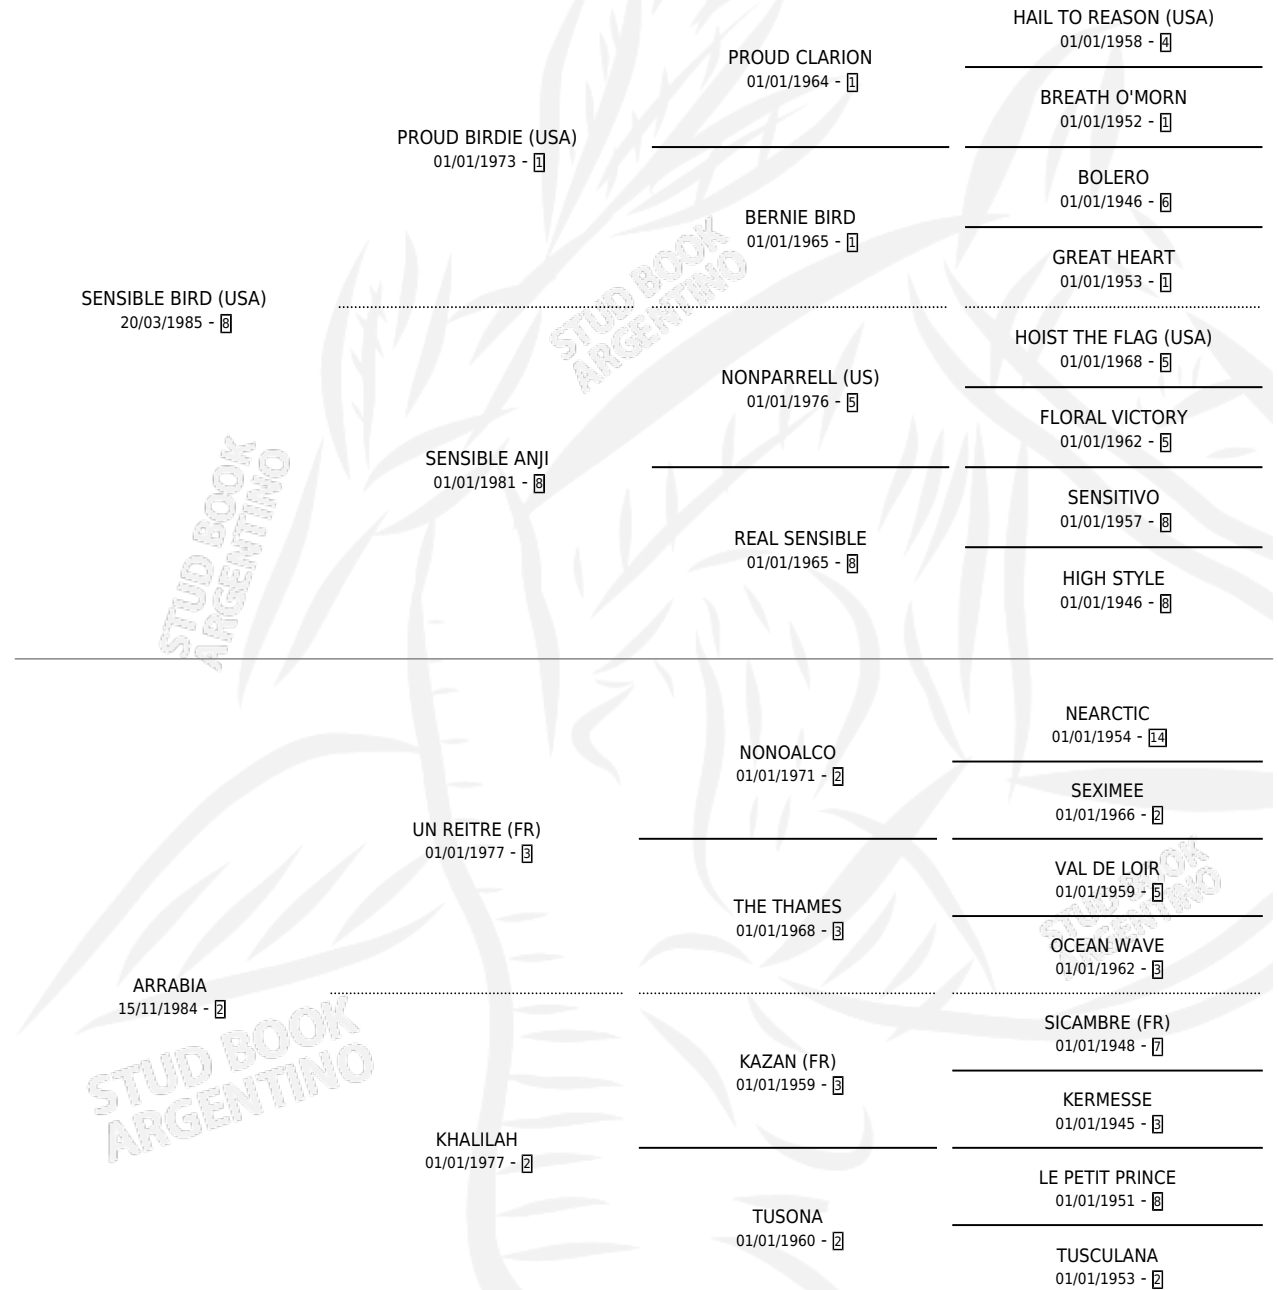 HAIL TO REASON (USA)
01/01/1958 - 4
PROUD CLARION
01/01/1964 - 1
BREATH O'MORN
01/01/1952 - 1
PROUD BIRDIE (USA)
01/01/1973 - 1
BOLERO
01/01/1946 - 6
BERNIE BIRD
01/01/1965 - 1
GREAT HEART
01/01/1953 - 1
SENSIBLE BIRD (USA)
20/03/1985 - 8
HOIST THE FLAG (USA)
01/01/1968 - 5
NONPARRELL (US)
01/01/1976 - 5
FLORAL VICTORY
01/01/1962 - 5
SENSIBLE ANJI
01/01/1981 - 8
SENSITIVO
01/01/1957 - 8
REAL SENSIBLE
01/01/1965 - 8
HIGH STYLE
01/01/1946 - 8
NEARCTIC
01/01/1954 - 14
NONOALCO
01/01/1971 - 2
SEXIMEE
01/01/1966 - 2
UN REITRE (FR)
01/01/1977 - 3
VAL DE LOIR
01/01/1959 - 5
THE THAMES
01/01/1968 - 3
OCEAN WAVE
01/01/1962 - 3
ARRABIA
15/11/1984 - 2
SICAMBRE (FR)
01/01/1948 - 7
KAZAN (FR)
01/01/1959 - 3
KERMESSE
01/01/1945 - 3
KHALILAH
01/01/1977 - 2
LE PETIT PRINCE
01/01/1951 - 8
TUSONA
01/01/1960 - 2
TUSCULANA
01/01/1953 - 2
STUD BOOK
ARGENTINO
STUD BOOK
ARGENTINO
STUD BOOK
ARGENTINO
STUD BOOK
ARGENTINO